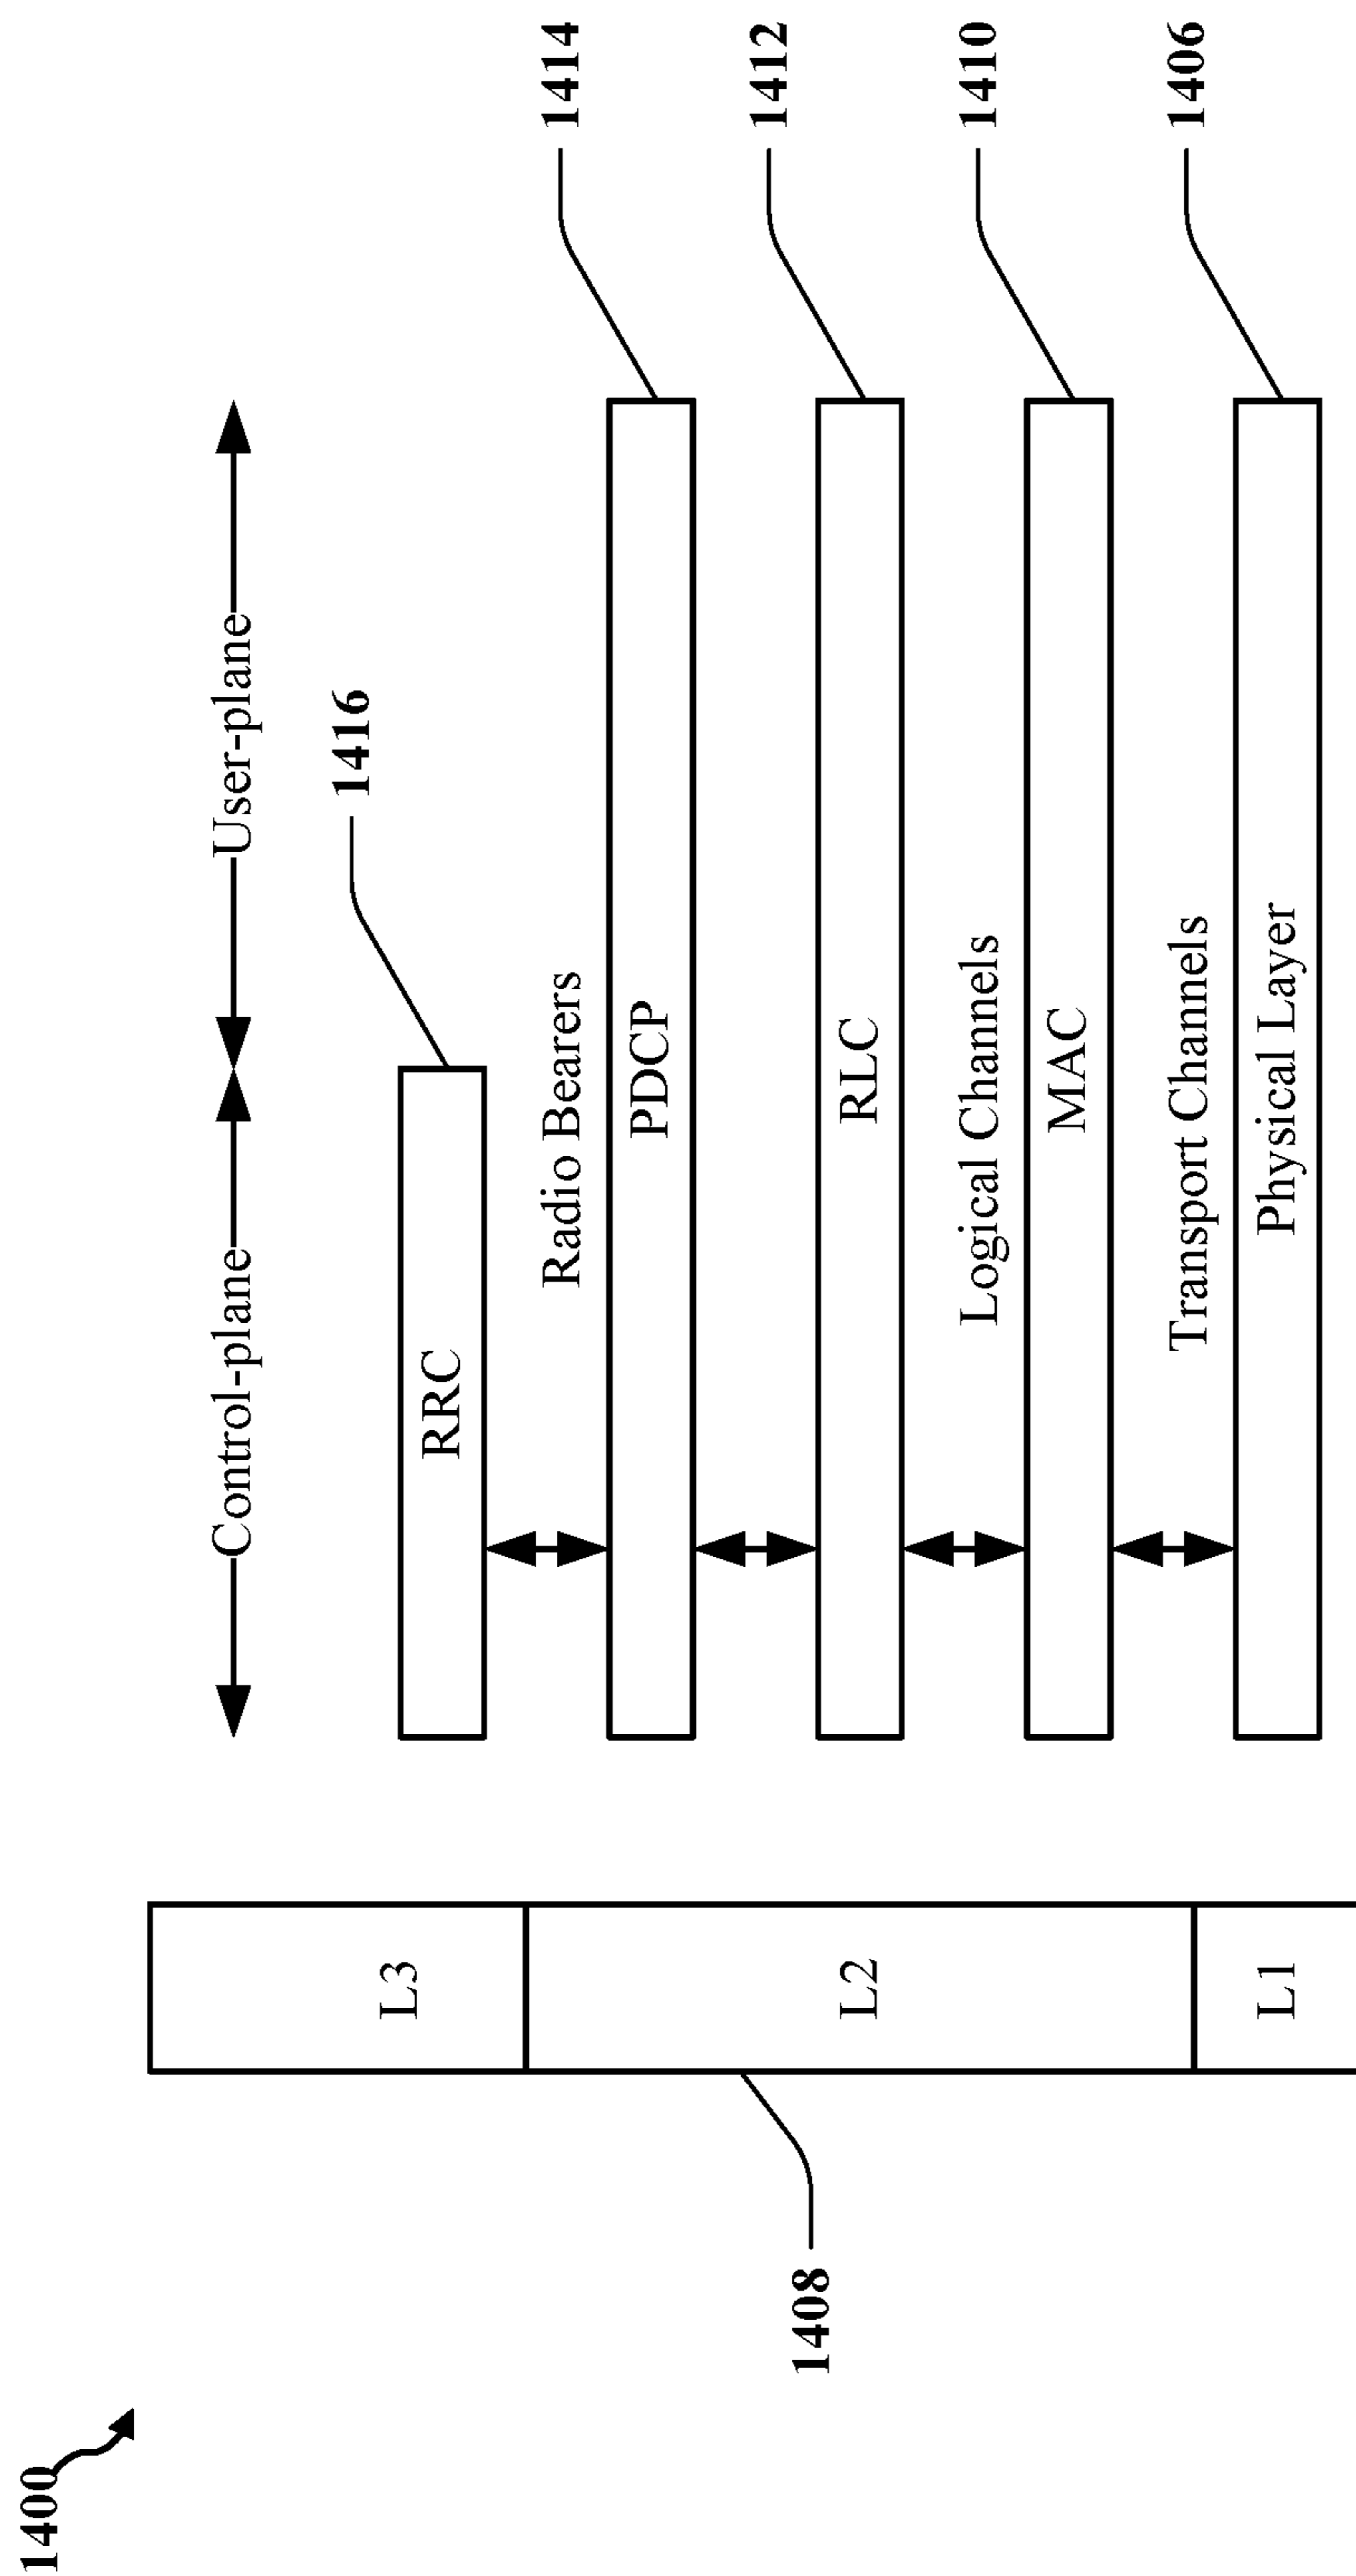 1400
Control-plane
User-plane
1416
L3
RRC
Radio Bearers
1414
PDCP
1408
L2
1412
RLC
Logical Channels
1410
MAC
Transport Channels
1406
L1
Physical Layer